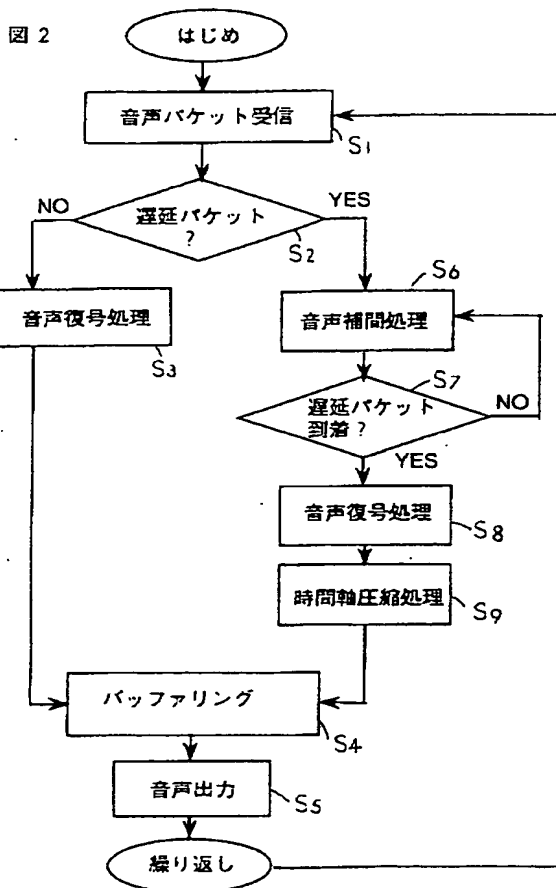 図 2
はじめ
音声パケット受信
S1
NO
遅延パケット
?
YES
S2
音声復号処理
S3
S6
音声補間処理
S7
遅延パケット
到着?
NO
YES
音声復号処理
S8
時間軸圧縮処理
S9
バッファリング
S4
音声出力
S5
繰り返し